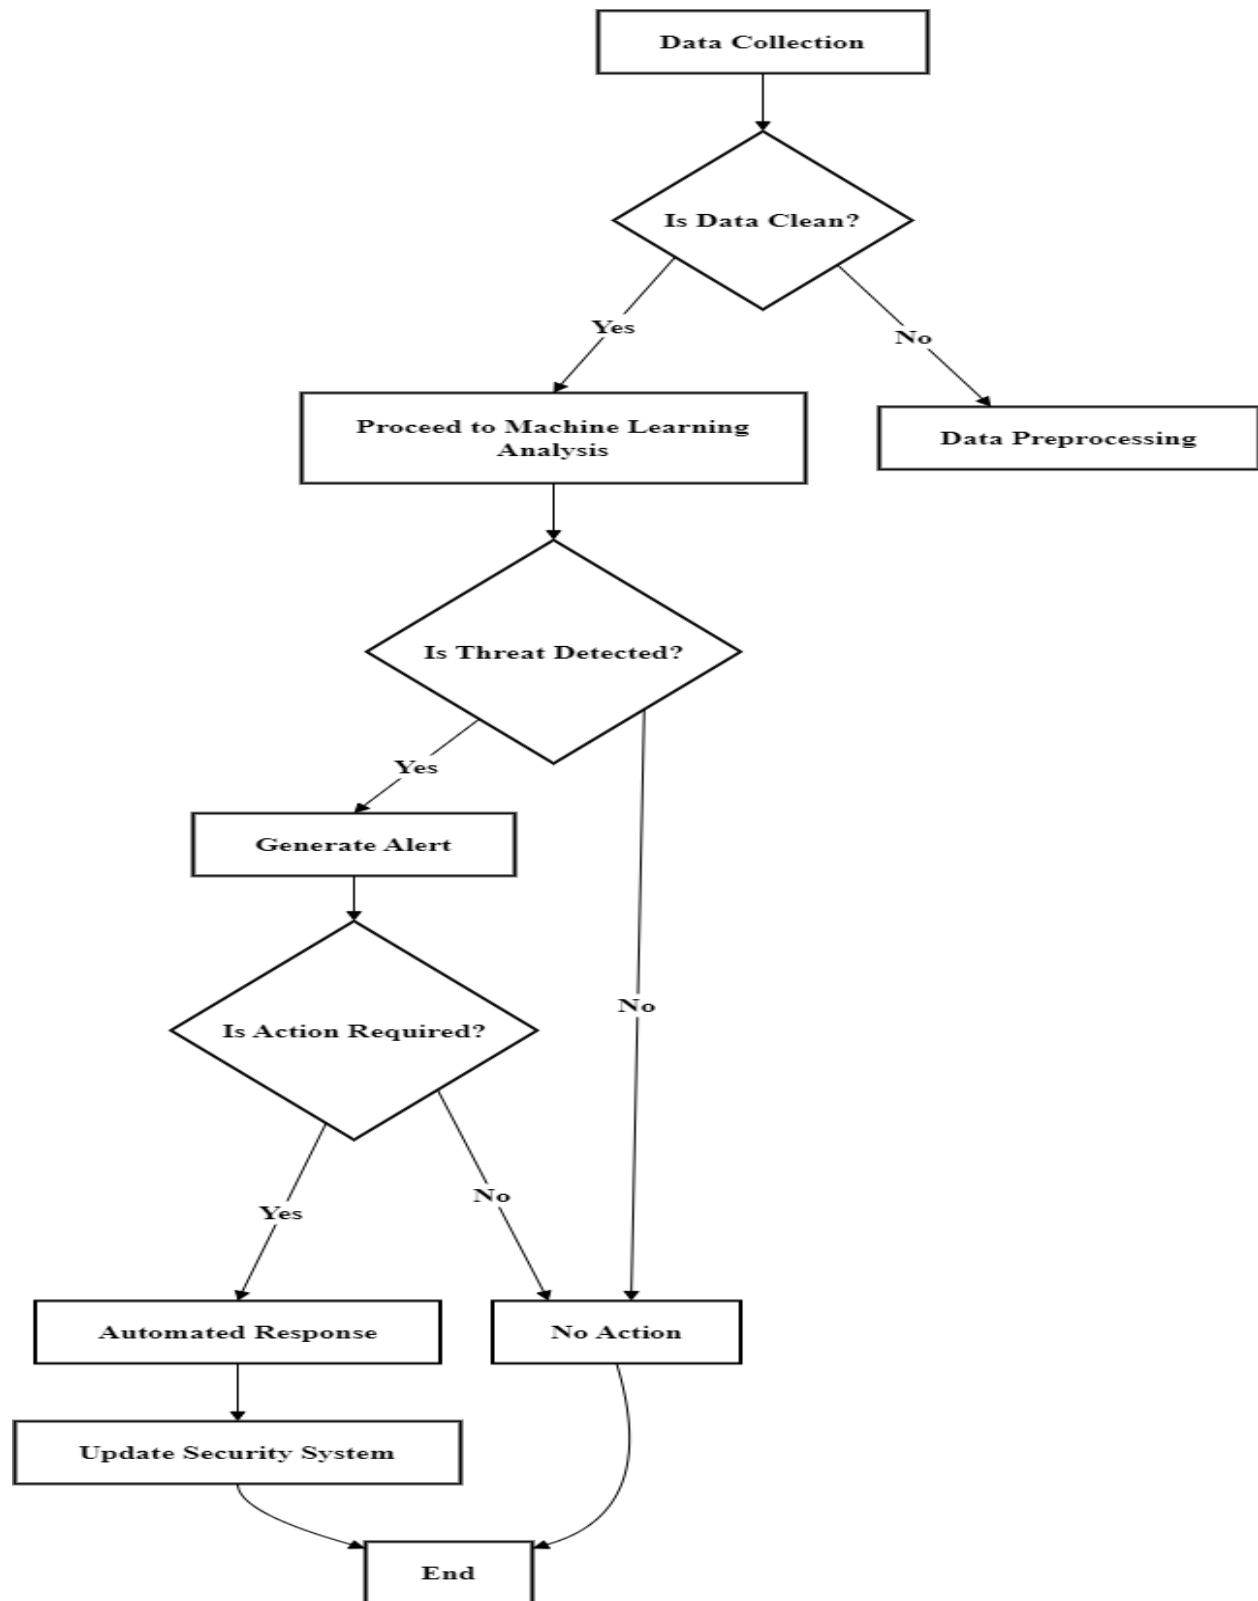 Data Collection
Is Data Clean?
Yes
No
Proceed to Machine Learning
Analysis
Data Preprocessing
Is Threat Detected?
Yes
Generate Alert
No
Is Action Required?
Yes
No
Automated Response
No Action
Update Security System
End